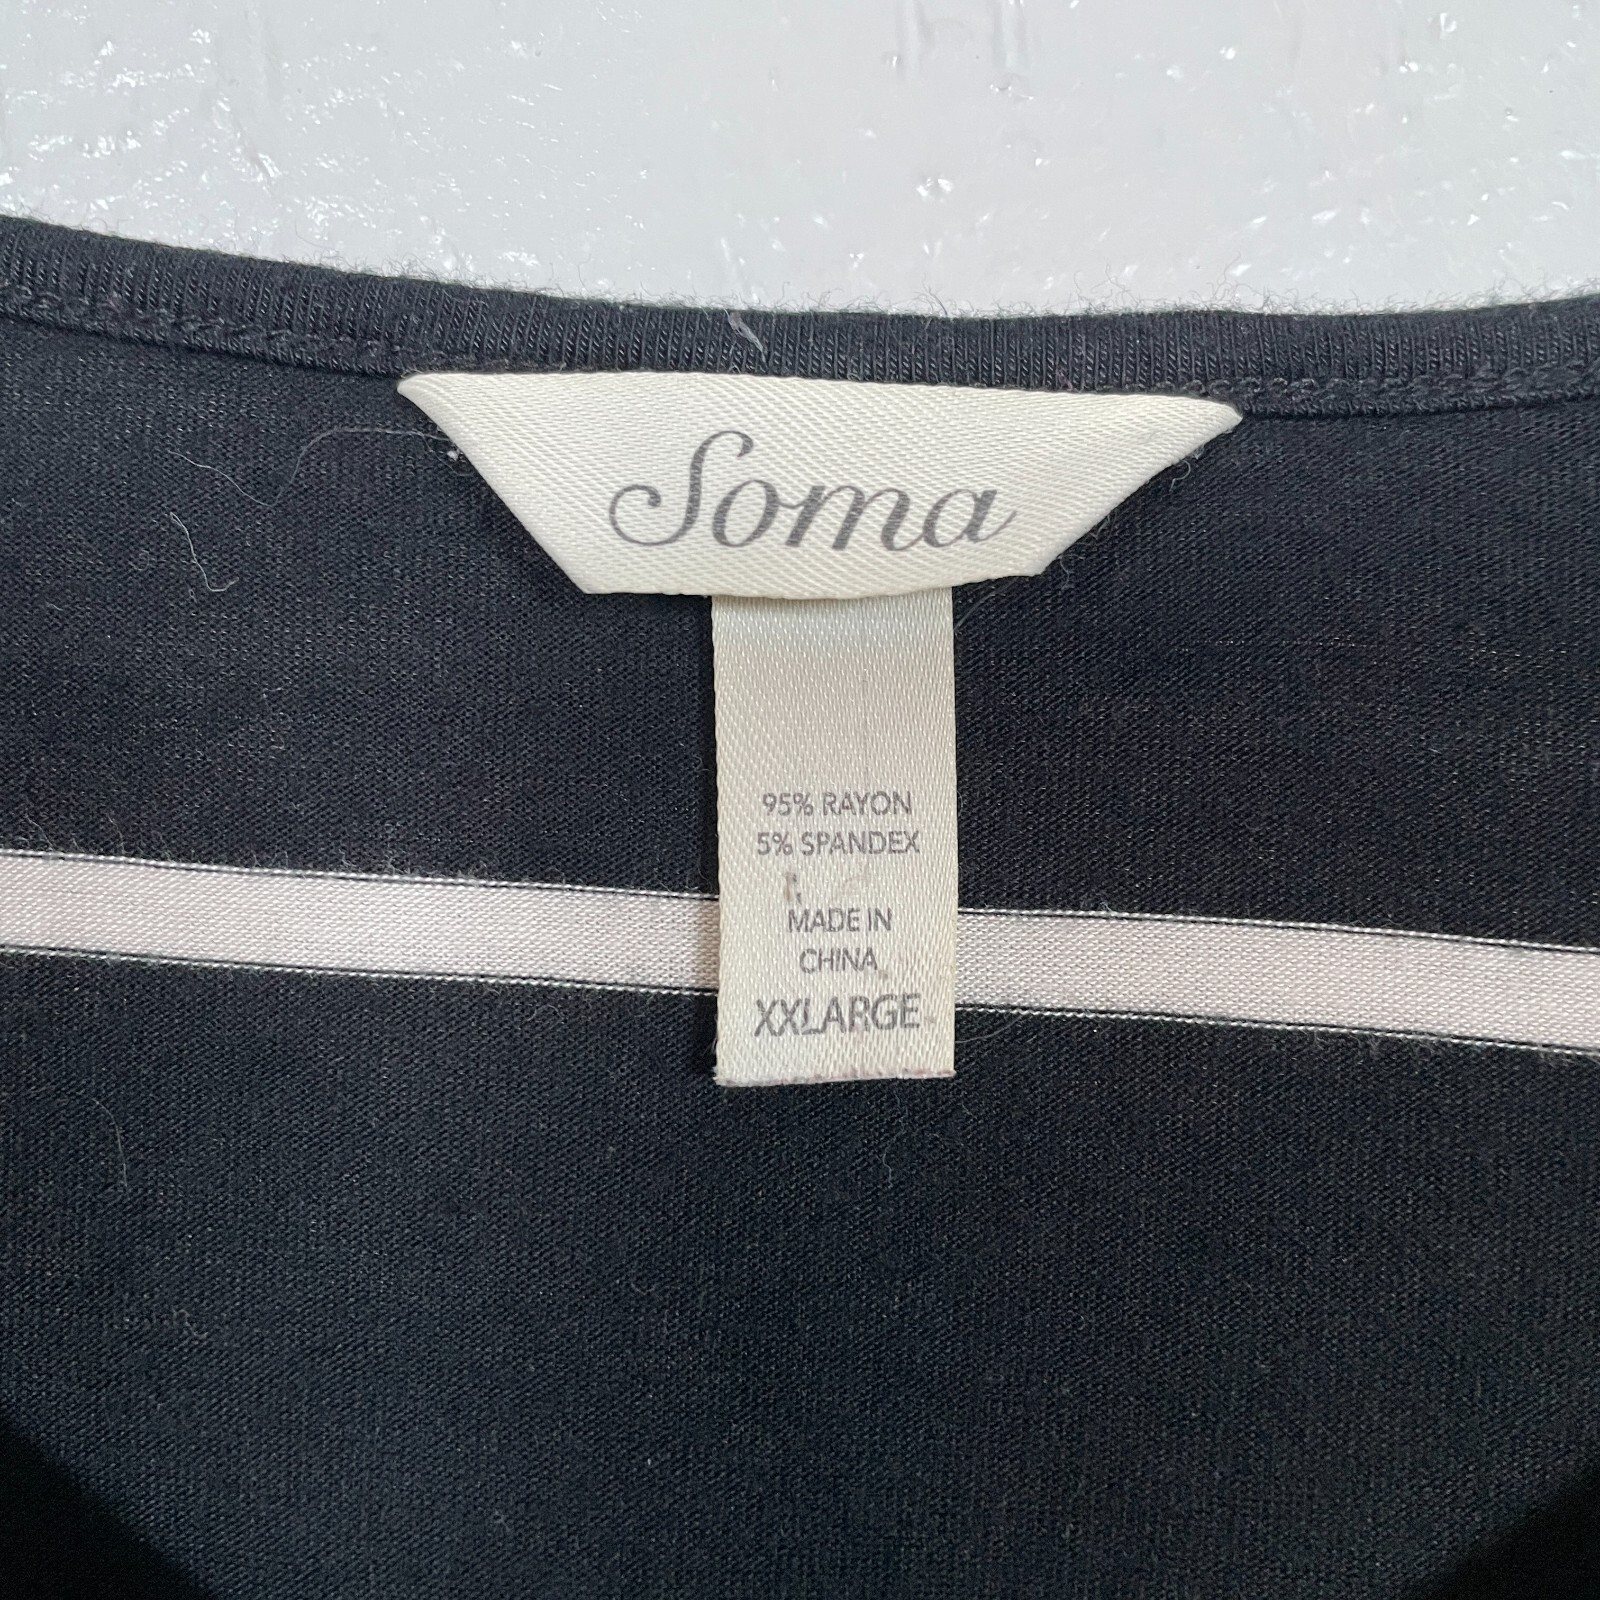 Soma
95% RAYON
5% SPANDEX
MADE IN
CHINA
XXLARGE